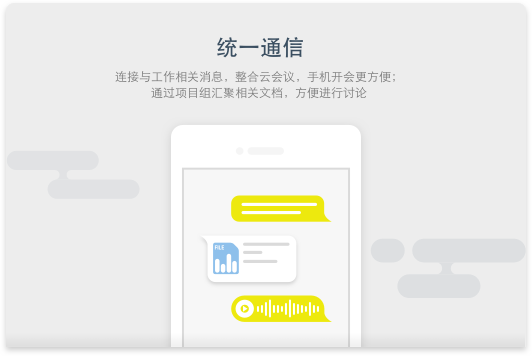 统一通信
连接与工作相关消息，整合云会议，手机开会更方便；
通过项目组汇聚相关文档，方便进行讨论
FILE